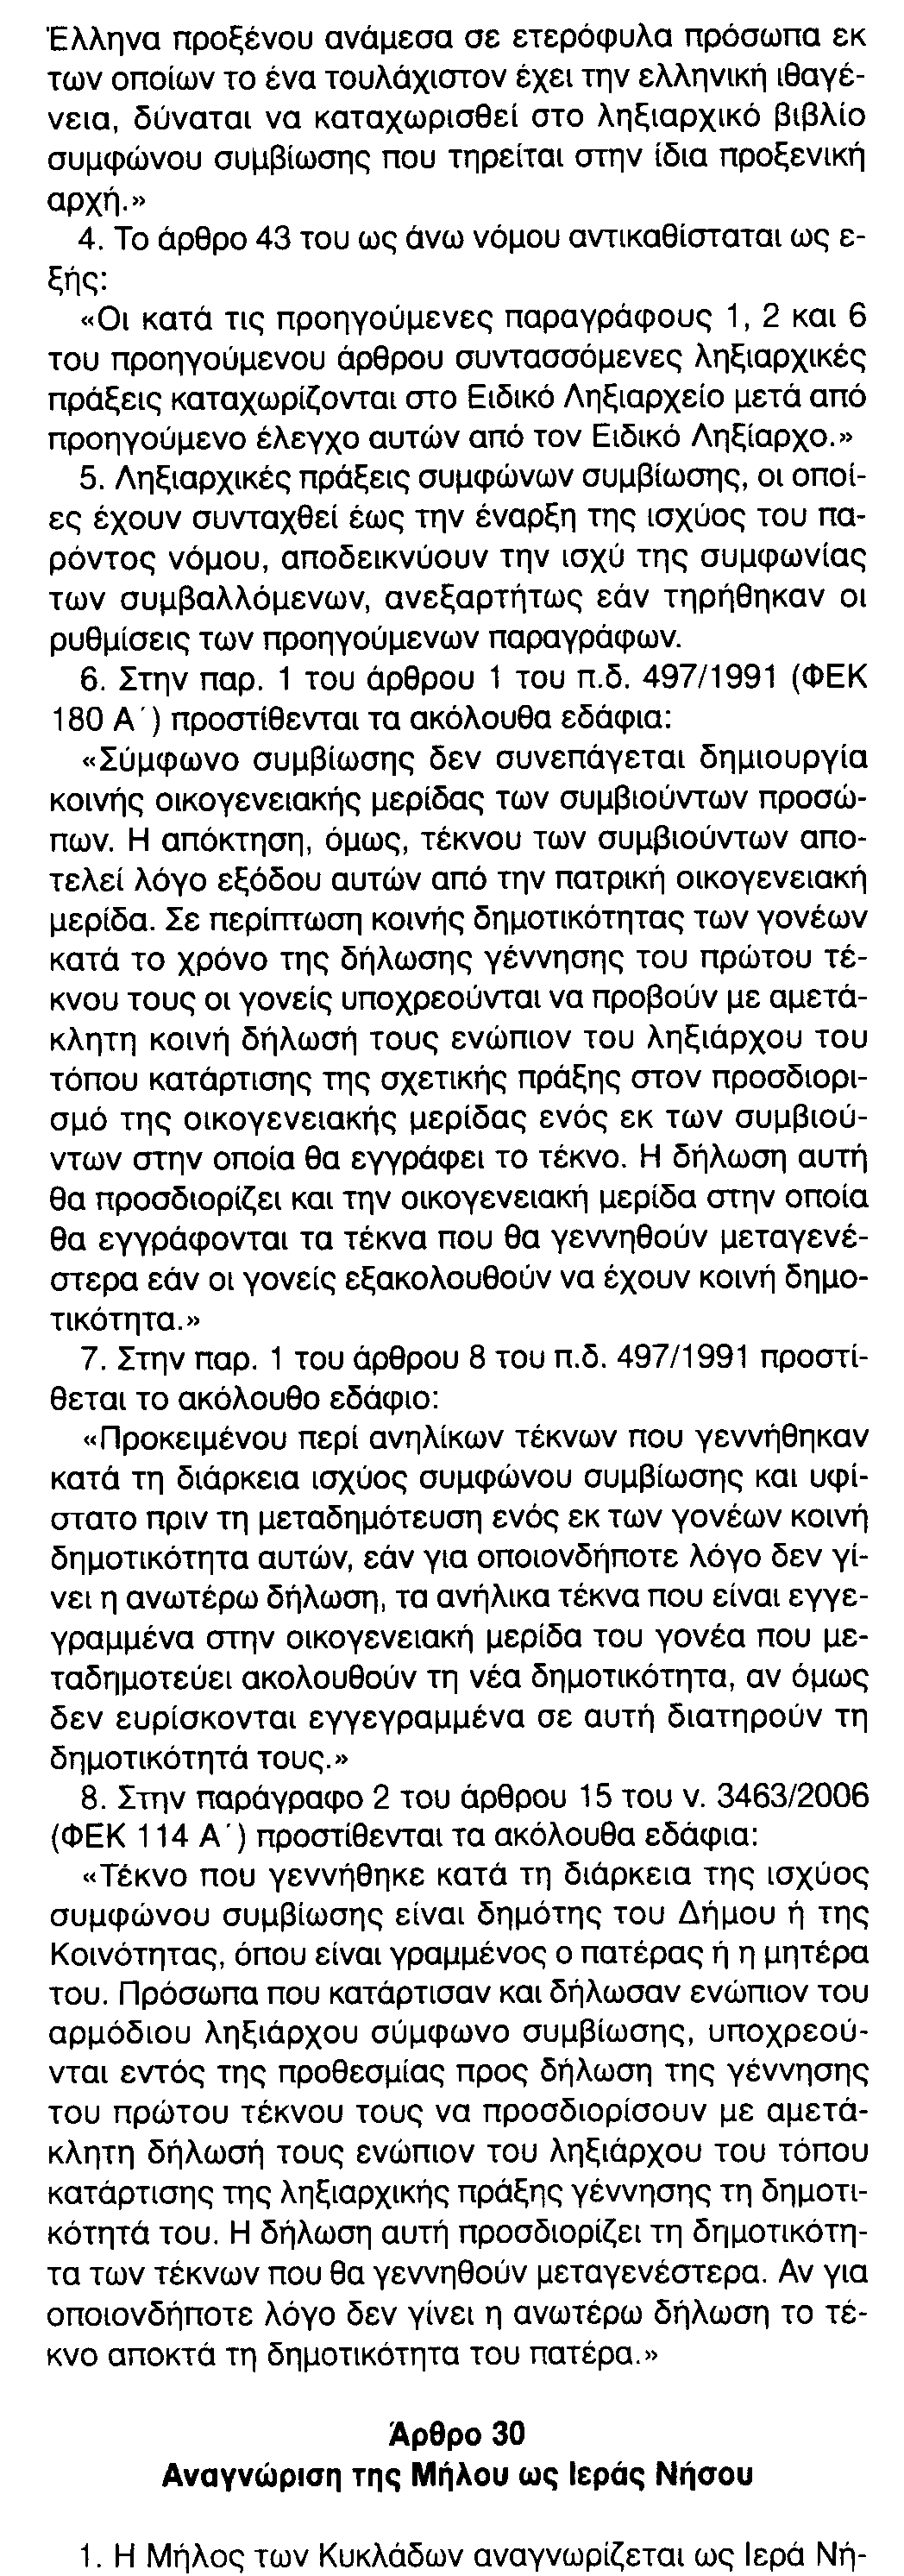 Έλληνα προξένου ανάμεσα σε ετερόφυλα πρόσωπα εκ
των οποίων το ένα τουλάχιστον έχει την ελληνική ιθαγέ-
νεια, δύναται να καταχωρισθεί στο ληξιαρχικό βιβλίο
συμφώνου συμβίωσης που τηρείται στην ίδια προξενική
αρχή.»
4. Το άρθρο 43 του ως άνω νόμου αντικαθίσταται ως ε-
ξής:
«Οι κατά τις προηγούμενες παραγράφους 1, 2 και 6
του προηγούμενου άρθρου συντασσόμενες ληξιαρχικές
πράξεις καταχωρίζονται στο Ειδικό Ληξιαρχείο μετά από
προηγούμενο έλεγχο αυτών από τον Ειδικό Ληξίαρχο.»
5. Ληξιαρχικές πράξεις συμφώνων συμβίωσης, οι οποί-
ες έχουν συνταχθεί έως την έναρξη της ισχύος του πα-
ρόντος νόμου, αποδεικνύουν την ισχύ της συμφωνίας
των συμβαλλόμενων, ανεξαρτήτως εάν τηρήθηκαν οι
ρυθμίσεις των προηγούμενων παραγράφων.
6. Στην παρ. 1 του άρθρου 1 του π.δ. 497/1991 (ΦΕΚ
180 Α΄) προστίθενται τα ακόλουθα εδάφια:
«Σύμφωνο συμβίωσης δεν συνεπάγεται δημιουργία
κοινής οικογενειακής μερίδας των συμβιούντων προσώ-
πων. Η απόκτηση, όμως, τέκνου των συμβιούντων απο-
τελεί λόγο εξόδου αυτών από την πατρική οικογενειακή
μερίδα. Σε περίπτωση κοινής δημοτικότητας των γονέων
κατά το χρόνο της δήλωσης γέννησης του πρώτου τέ-
κνου τους οι γονείς υποχρεούνται να προβούν με αμετά-
κλητη κοινή δήλωσή τους ενώπιον του ληξιάρχου του
τόπου κατάρτισης της σχετικής πράξης στον προσδιορι-
σμό της οικογενειακής μερίδας ενός εκ των συμβιού-
ντων στην οποία θα εγγράφει το τέκνο. Η δήλωση αυτή
θα προσδιορίζει και την οικογενειακή μερίδα στην οποία
θα εγγράφονται τα τέκνα που θα γεννηθούν μεταγενέ-
στερα εάν οι γονείς εξακολουθούν να έχουν κοινή δημο-
τικότητα.»
7. Στην παρ. 1 του άρθρου 8 του π.δ. 497/1991 προστί-
θεται το ακόλουθο εδάφιο:
«Προκειμένου περί ανηλίκων τέκνων που γεννήθηκαν
κατά τη διάρκεια ισχύος συμφώνου συμβίωσης και υφί-
στατο πριν τη μεταδημότευση ενός εκ των γονέων κοινή
δημοτικότητα αυτών, εάν για οποιονδήποτε λόγο δεν γί-
νει η ανωτέρω δήλωση, τα ανήλικα τέκνα που είναι εγγε-
γραμμένα στην οικογενειακή μερίδα του γονέα που με-
ταδημοτεύει ακολουθούν τη νέα δημοτικότητα, αν όμως
δεν ευρίσκονται εγγεγραμμένα σε αυτή διατηρούν τη
δημοτικότητά τους.»
8. Στην παράγραφο 2 του άρθρου 15 του ν. 3463/2006
(ΦΕΚ 114 Α΄) προστίθενται τα ακόλουθα εδάφια:
«Τέκνο που γεννήθηκε κατά τη διάρκεια της ισχύος
συμφώνου συμβίωσης είναι δημότης του Δήμου ή της
Κοινότητας, όπου είναι γραμμένος ο πατέρας ή η μητέρα
του. Πρόσωπα που κατάρτισαν και δήλωσαν ενώπιον του
αρμόδιου ληξιάρχου σύμφωνο συμβίωσης, υποχρεού-
νται εντός της προθεσμίας προς δήλωση της γέννησης
του πρώτου τέκνου τους να προσδιορίσουν με αμετά-
κλητη δήλωσή τους ενώπιον του ληξιάρχου του τόπου
κατάρτισης της ληξιαρχικής πράξης γέννησης τη δημοτι-
κότητά του. Η δήλωση αυτή προσδιορίζει τη δημοτικότη-
τα των τέκνων που θα γεννηθούν μεταγενέστερα. Αν για
οποιονδήποτε λόγο δεν γίνει η ανωτέρω δήλωση το τέ-
κνο αποκτά τη δημοτικότητα του πατέρα.»
Άρθρο 30
Αναγνώριση της Μήλου ως Ιεράς Νήσου
1. Η Μήλος των Κυκλάδων αναγνωρίζεται ως Ιερά Νή-